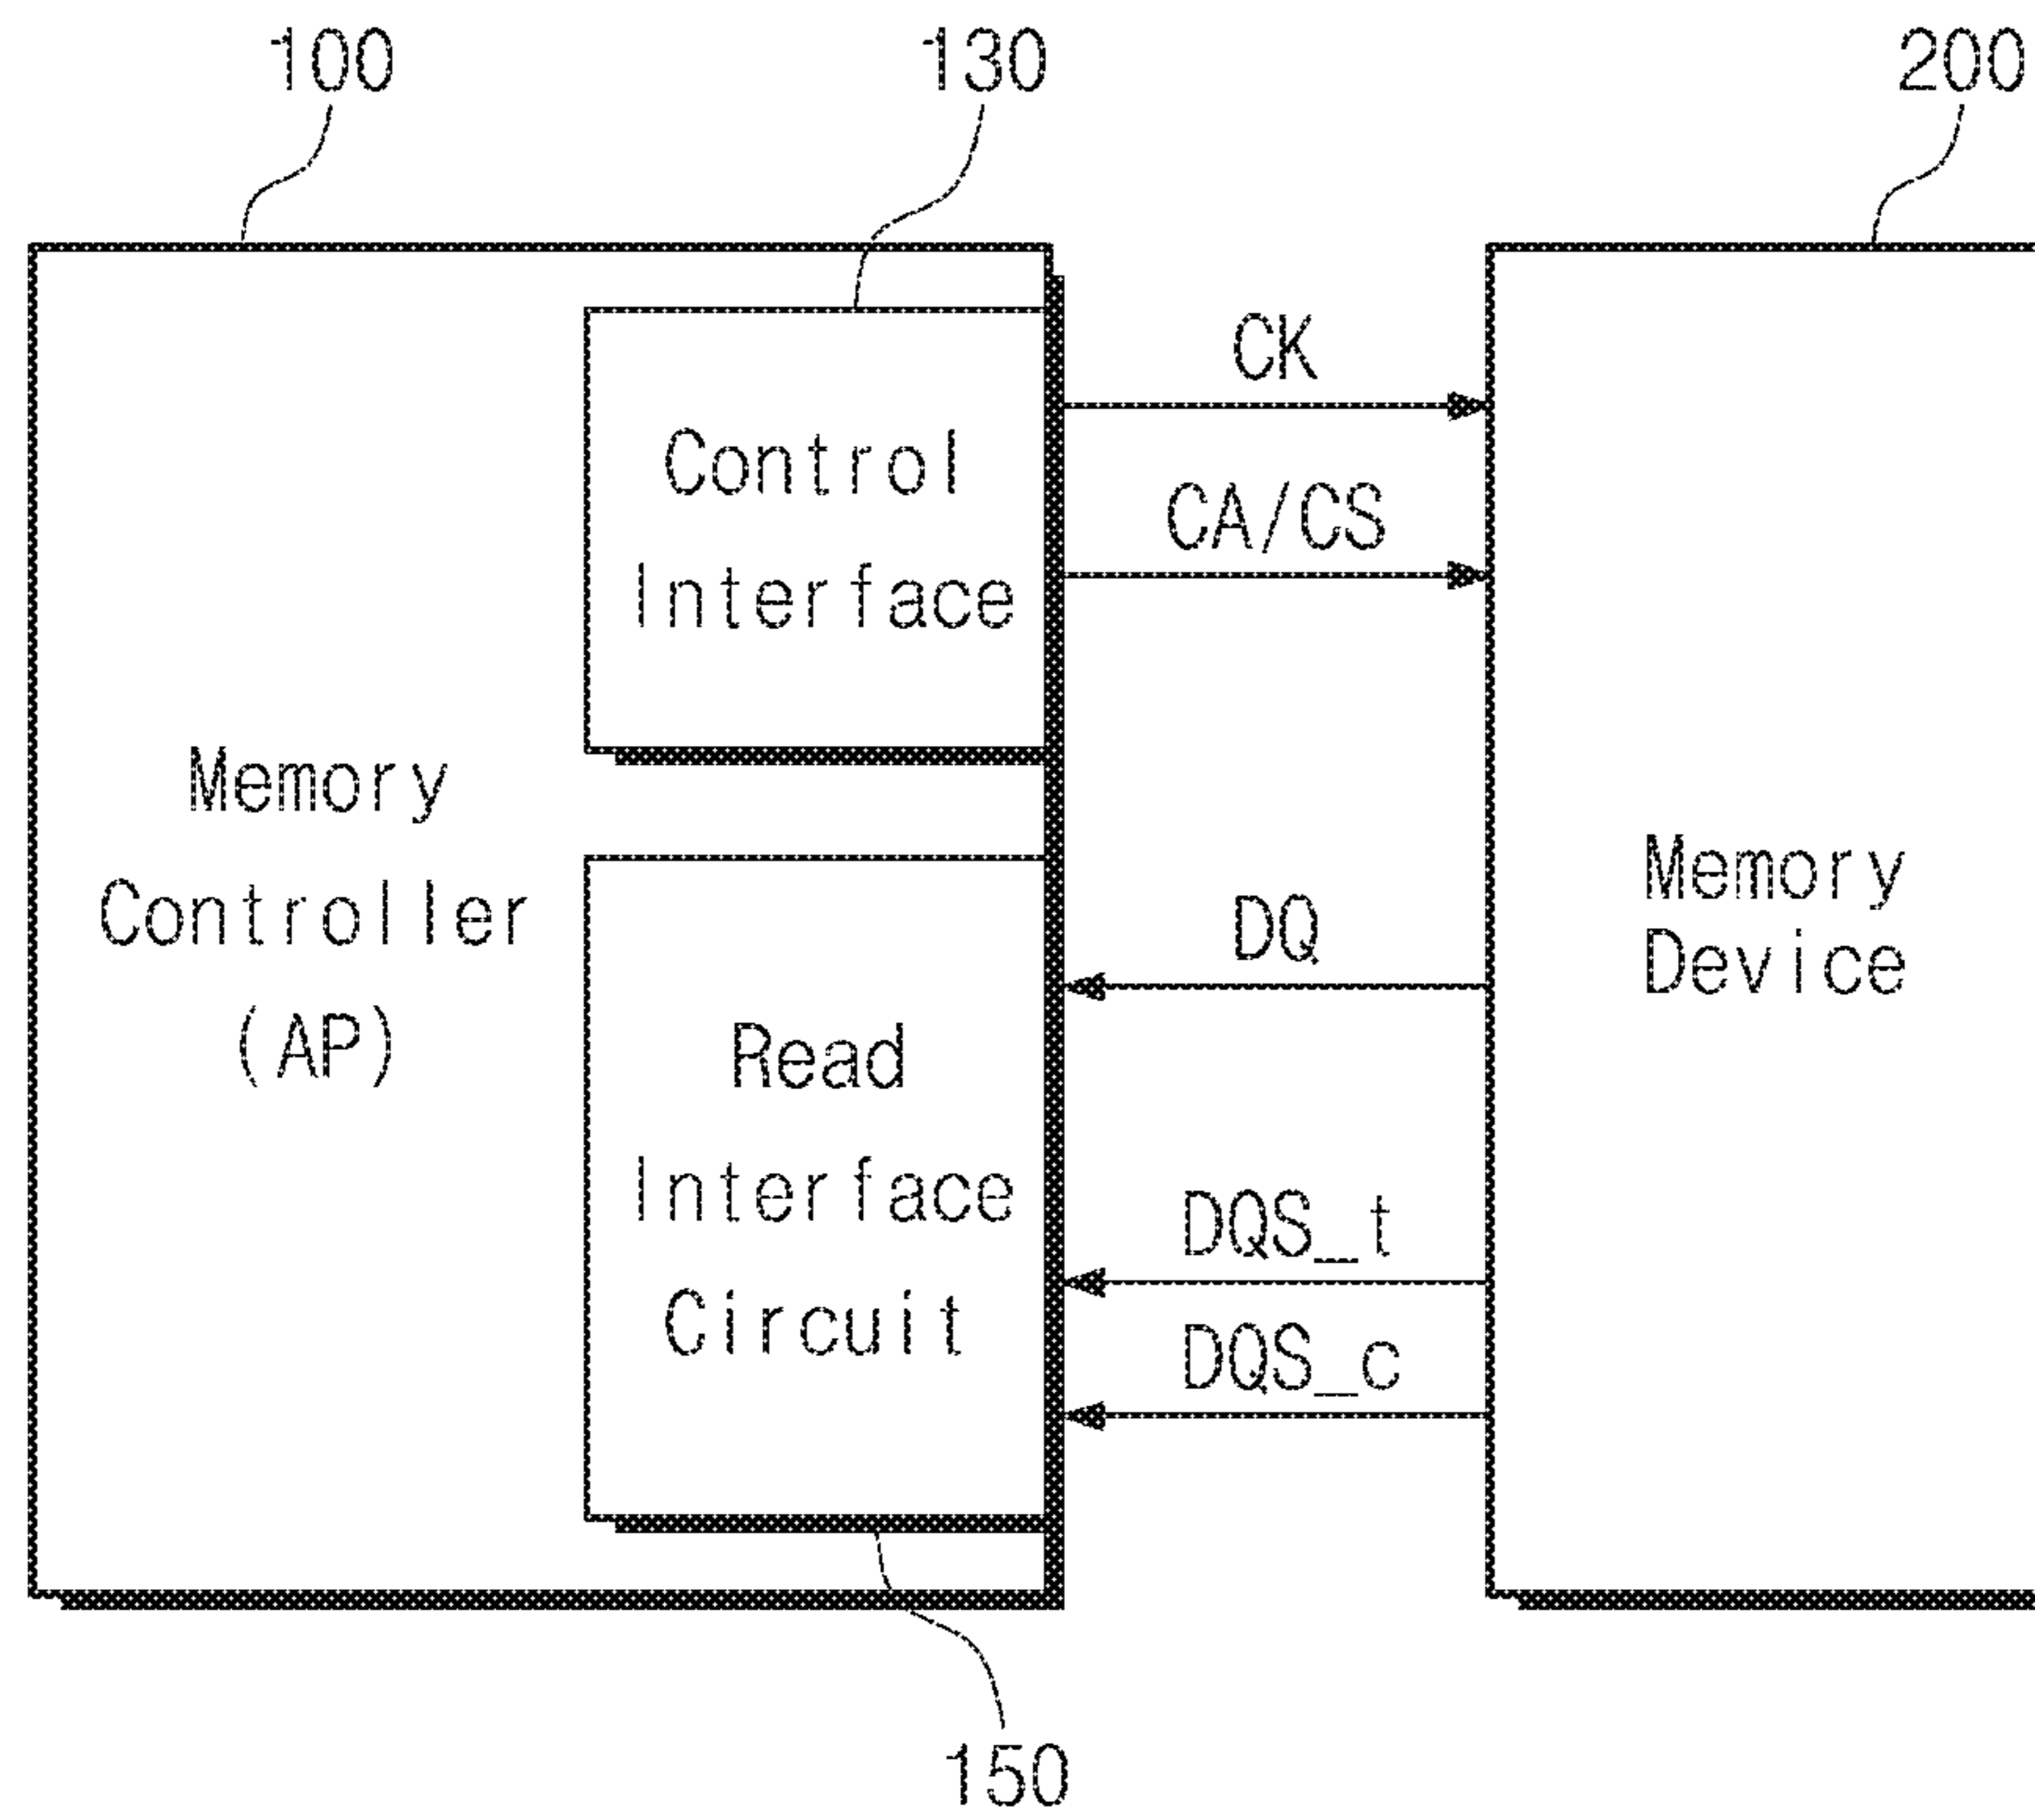 100
130
200
Control
Interface
CK
CA/CS
Memory
Controller
(AP)
Read
Interface
Circuit
DQ
DQS_t
DQS_c
Memory
Device
150